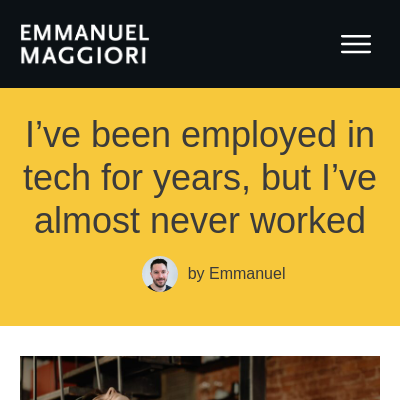 EMMANUEL
MAGGIORI
I’ve been employed in
tech for years, but I’ve
almost never worked
by Emmanuel